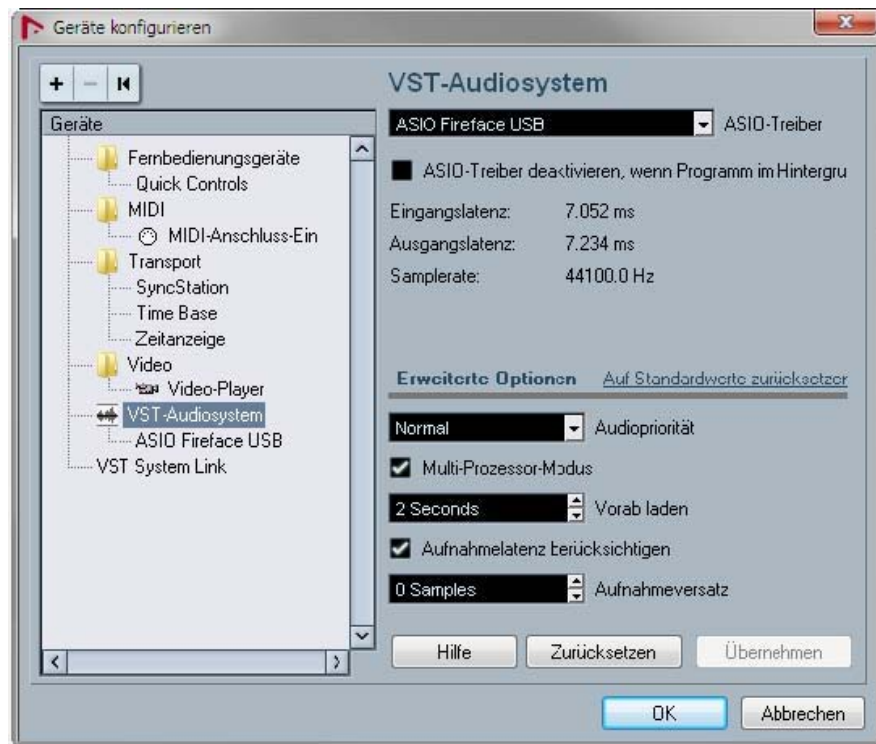 Geräte konfigurieren
VST-Audiosystem
Geräte
Fernbedienungsgeräte
Quick Controls
MIDI
MIDI-Anschluss-Ein
Transport
SyncStation
Time Base
Zeitanzeige
Video
Video-Player
VST-Audiosystem
ASIO Fireface USB
VST System Link
ASIO Fireface USB ASIO-Treiber
ASIO-Treiber deaktivieren, wenn Programm im Hintergru
Eingangslatenz: 7.052 ms
Ausgangslatenz: 7.234 ms
Samplerate: 44100.0 Hz
Erweiterte Optionen Auf Standardwerte zurücksetzen
Normal Audiopriorität
Multi-Prozessor-Modus
2 Seconds Vorab laden
Aufnahmelatenz berücksichtigen
0 Samples Aufnahmeversatz
Hilfe Zurücksetzen Übernehmen
OK Abbrechen